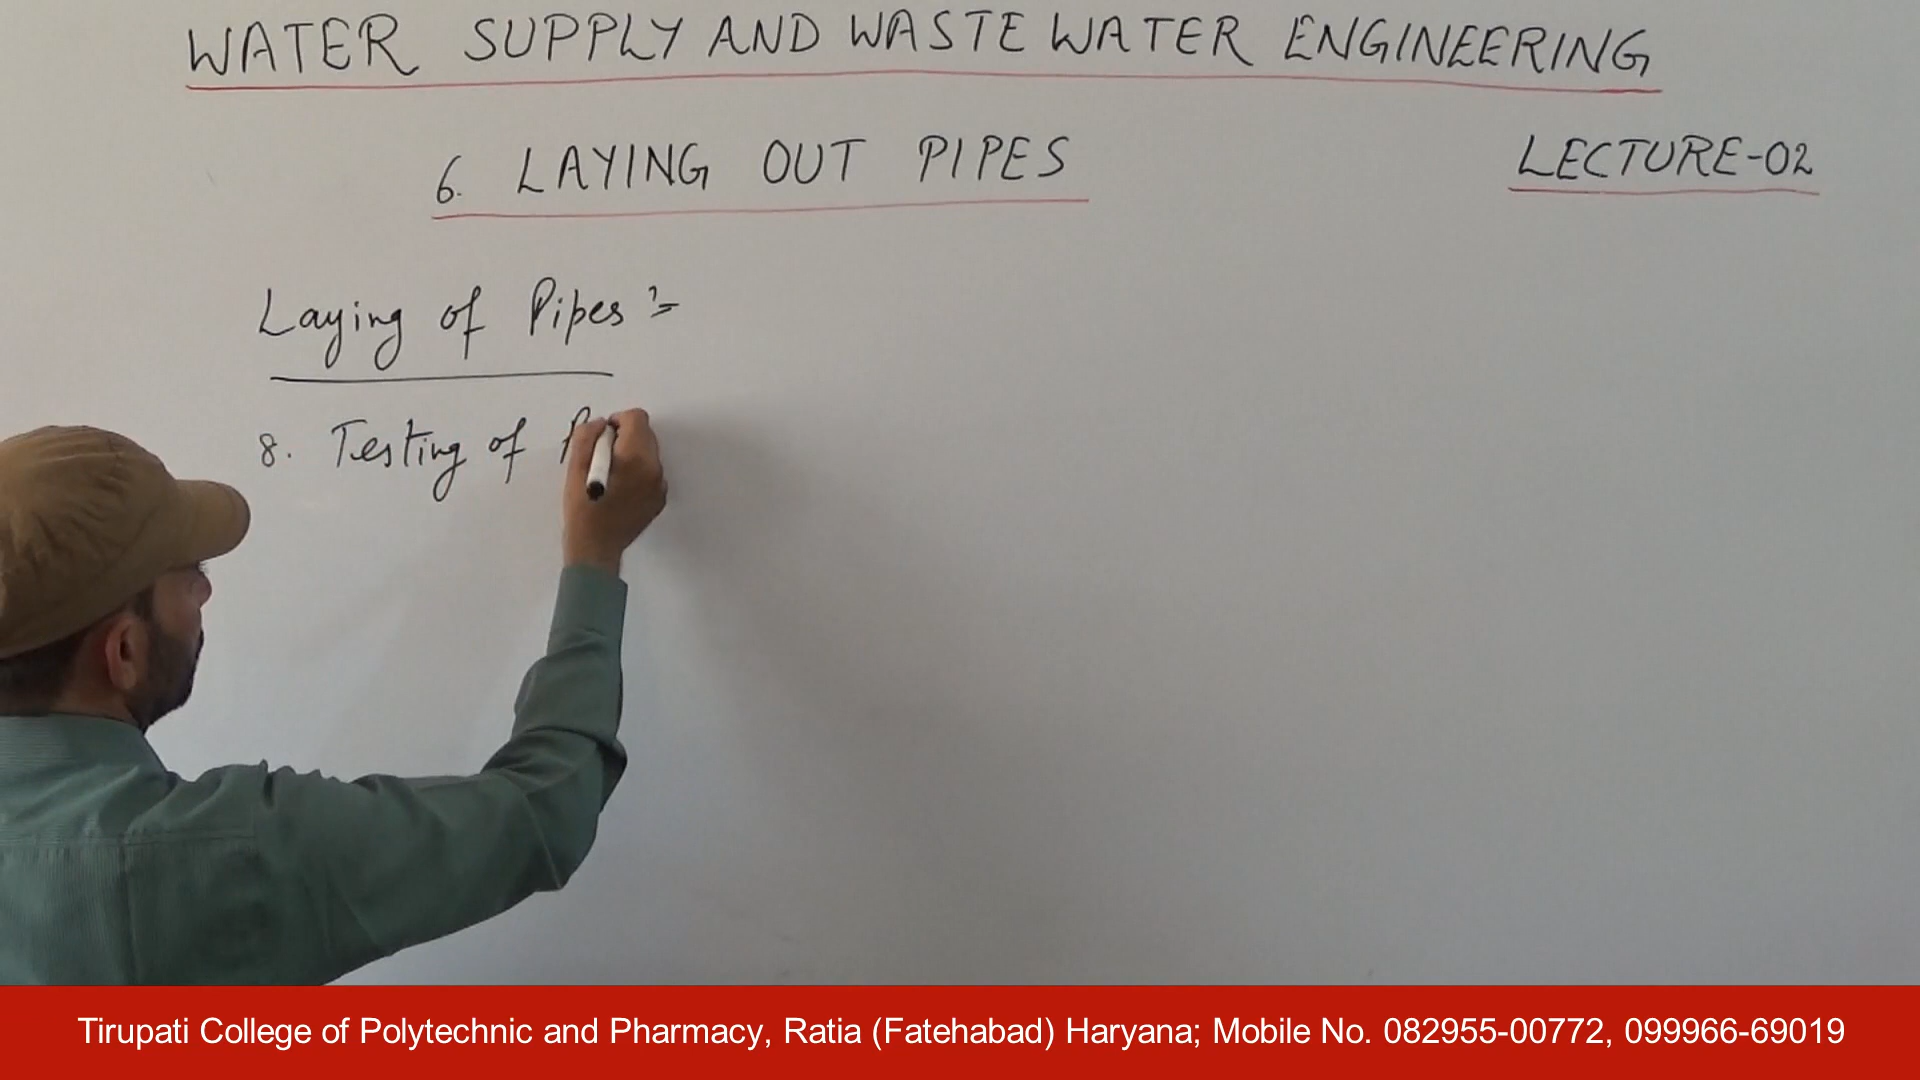 WATER SUPPLY AND WASTE WATER ENGINEERING
6. LAYING OUT PIPES
LECTURE-02
Laying of Pipes :-
8. Testing of
Tirupati College of Polytechnic and Pharmacy, Ratia (Fatehabad) Haryana; Mobile No. 082955-00772, 099966-69019